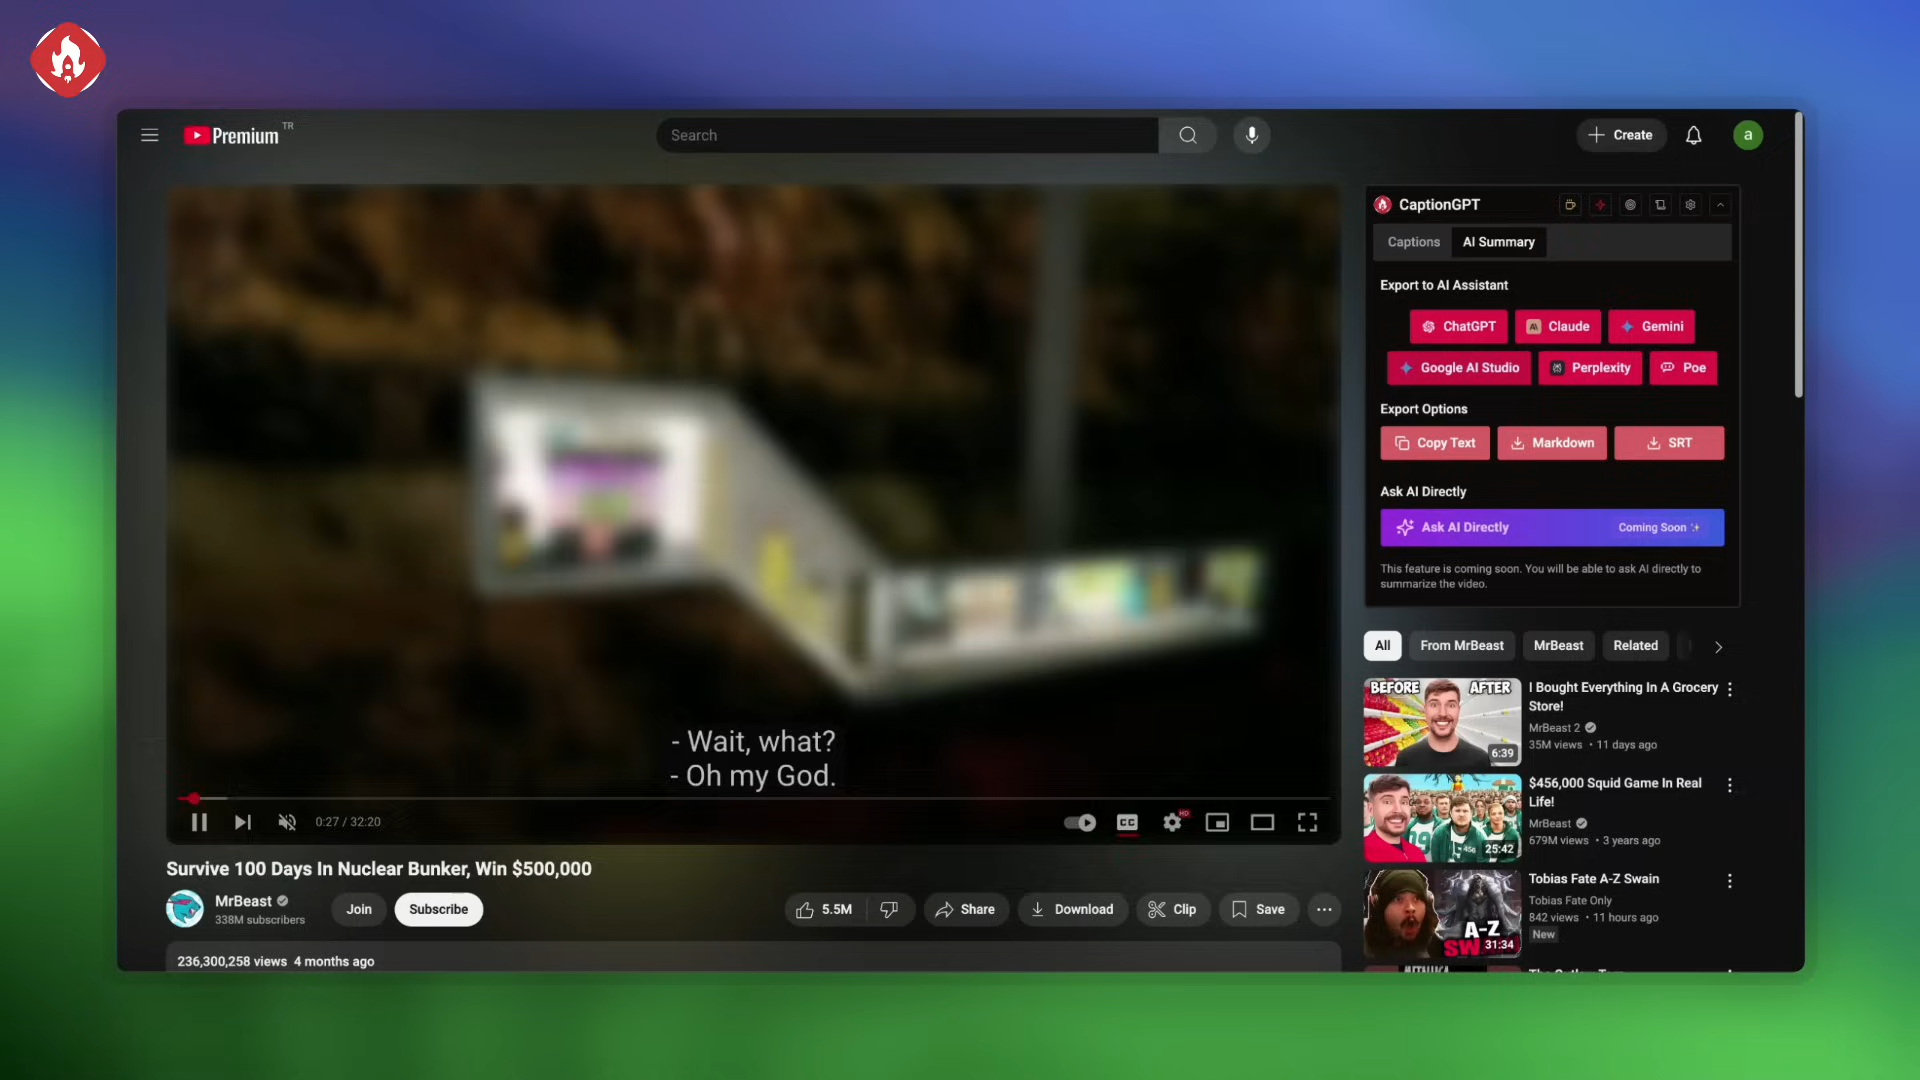 Premium TR
Search
Create
a
CaptionGPT
Captions AI Summary
Export to AI Assistant
ChatGPT Claude Gemini
Google AI Studio Perplexity Poe
Export Options
Copy Text Markdown SRT
Ask AI Directly
Ask AI Directly Coming Soon
This feature is coming soon. You will be able to ask AI directly to
summarize the video.
- Wait, what?
- Oh my God.
0:27 / 32:20
CC
HD
Survive 100 Days In Nuclear Bunker, Win $500,000
MrBeast
338M subscribers
Join
Subscribe
5.5M
Share
Download
Clip
Save
236,300,258 views 4 months ago
All From MrBeast MrBeast Related
BEFORE AFTER
6:39
I Bought Everything In A Grocery
Store!
MrBeast 2
35M views • 11 days ago
456
25:42
$456,000 Squid Game In Real
Life!
MrBeast
679M views • 3 years ago
A-Z
SW
31:34
Tobias Fate A-Z Swain
Tobias Fate Only
842 views • 11 hours ago
New